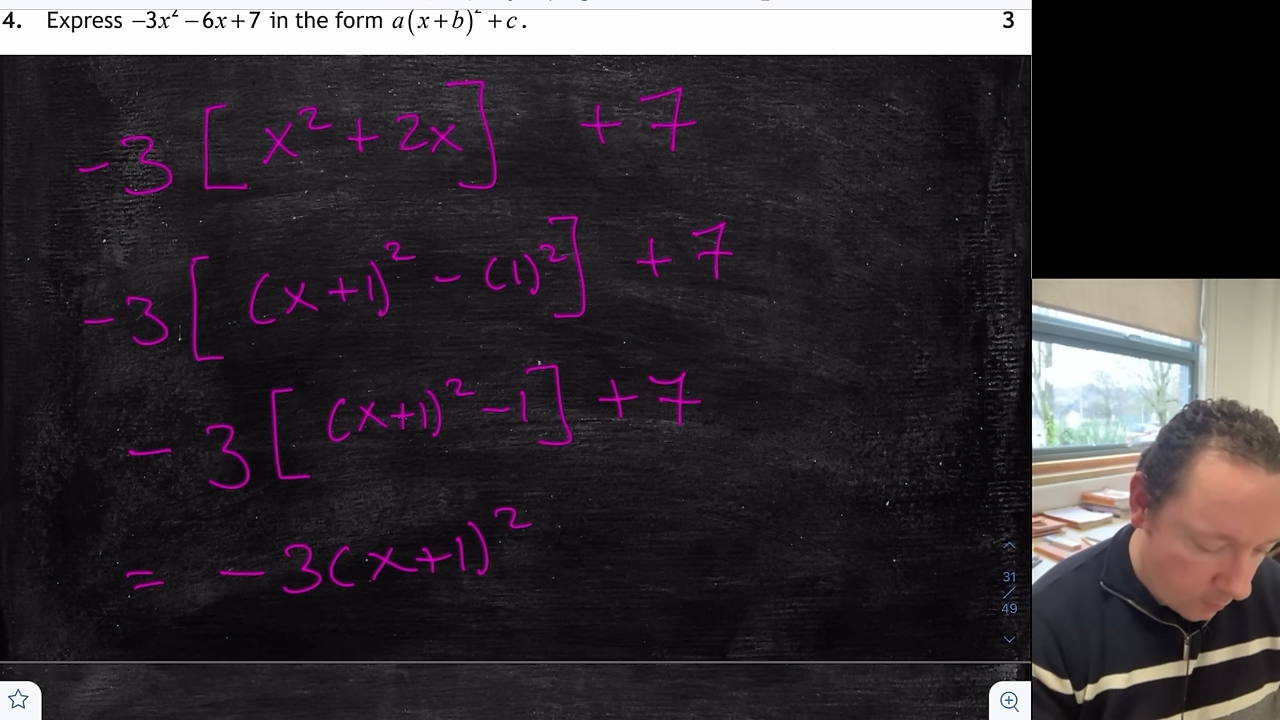 4. Express −3x² − 6x + 7 in the form a(x+b)² + c. 3
-3 [ x² + 2x ] + 7
-3 [ (x+1)² - (1)² ] + 7
-3 [ (x+1)² - 1 ] + 7
= -3(x+1)²
31
/
49